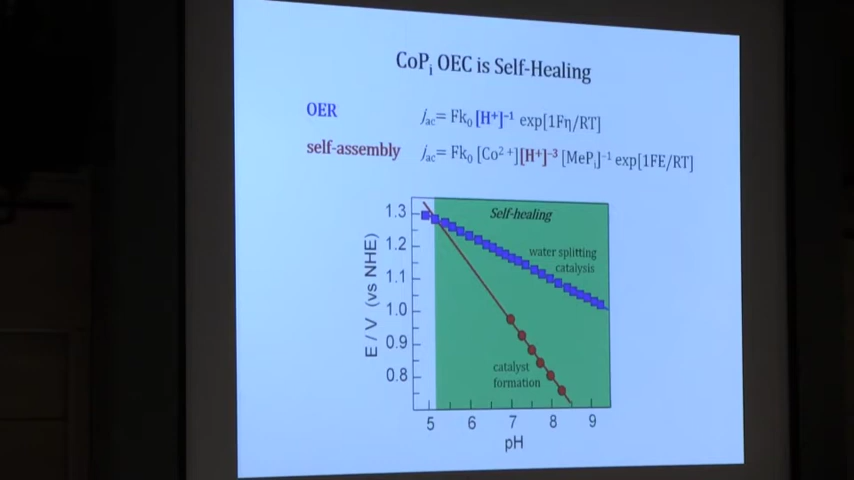 CoPᵢ OEC is Self-Healing
OER jac= Fk₀ [H⁺]⁻¹ exp[1Fη/RT]
self-assembly jac= Fk₀ [Co²⁺][H⁺]⁻³ [MePᵢ]⁻¹ exp[1FE/RT]
Self-healing
water splitting
catalysis
catalyst
formation
1.3
1.2
1.1
1.0
0.9
0.8
E / V (vs NHE)
5 6 7 8 9
pH